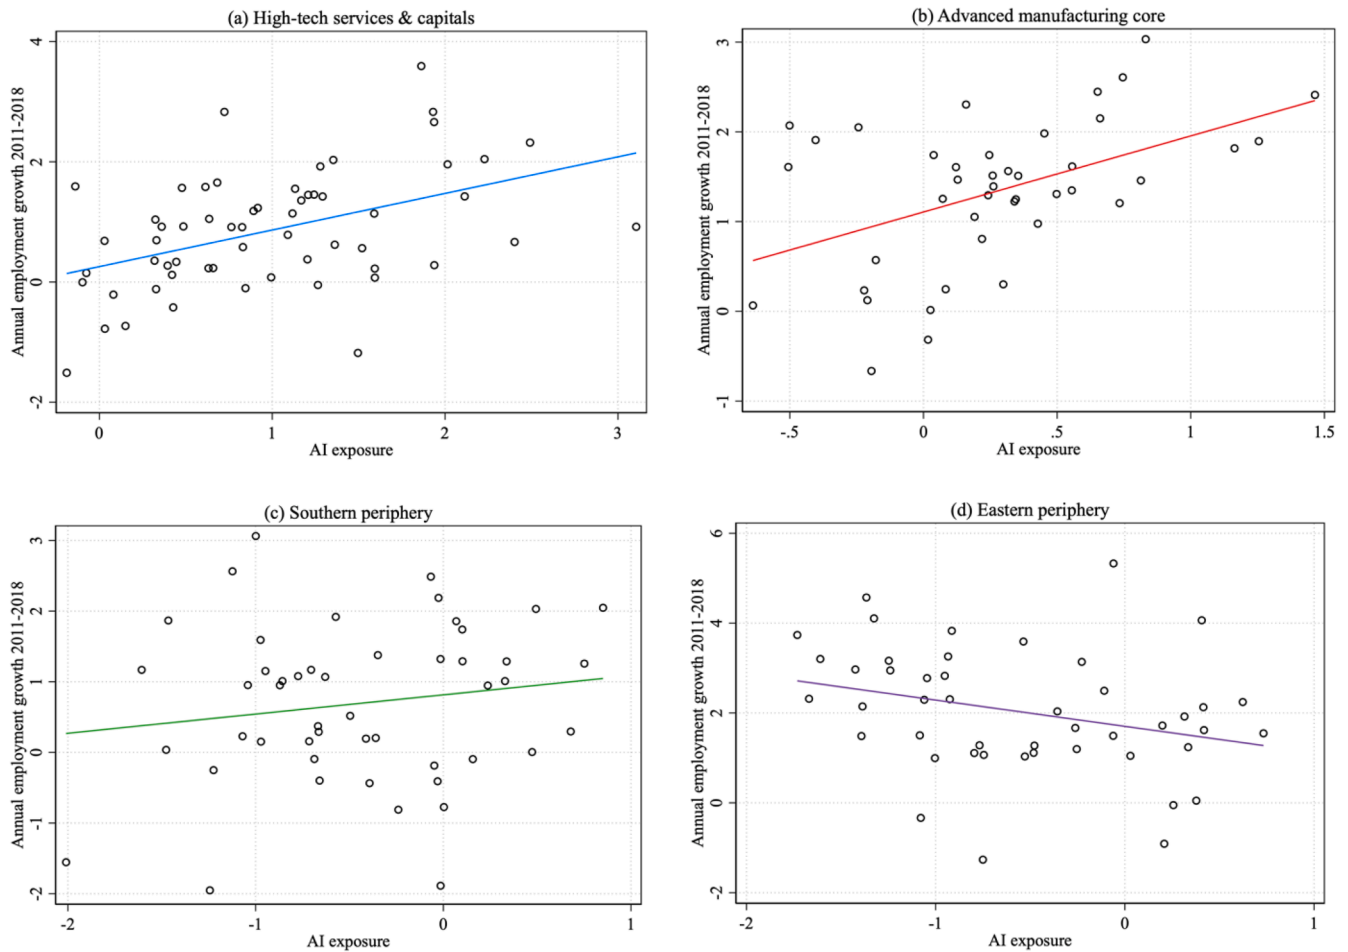 (a) High-tech services & capitals
Annual employment growth 2011-2018
4
2
0
-2
0 1 2 3
AI exposure
(b) Advanced manufacturing core
Annual employment growth 2011-2018
3
2
1
0
-1
-.5 0 .5 1 1.5
AI exposure
(c) Southern periphery
Annual employment growth 2011-2018
3
2
1
0
-1
-2
-2 -1 0 1
AI exposure
(d) Eastern periphery
Annual employment growth 2011-2018
6
4
2
0
-2
-2 -1 0 1
AI exposure